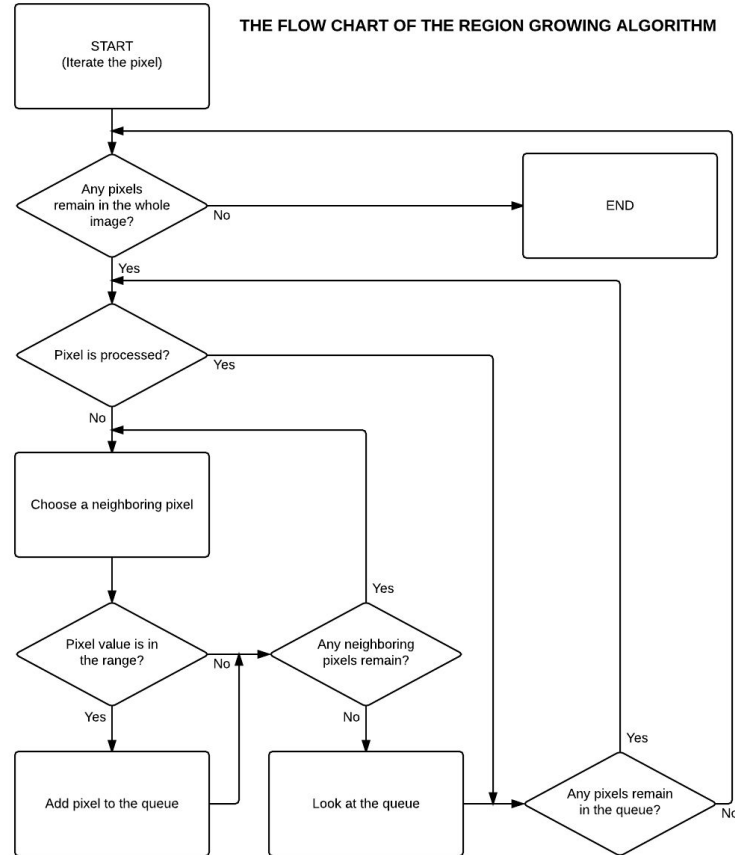 THE FLOW CHART OF THE REGION GROWING ALGORITHM
START
(Iterate the pixel)
Any pixels
remain in the whole
image?
No
END
Yes
Pixel is processed?
Yes
No
Choose a neighboring pixel
Yes
Pixel value is in
the range?
No
Any neighboring
pixels remain?
Yes
No
Yes
Add pixel to the queue
Look at the queue
Any pixels remain
in the queue?
No